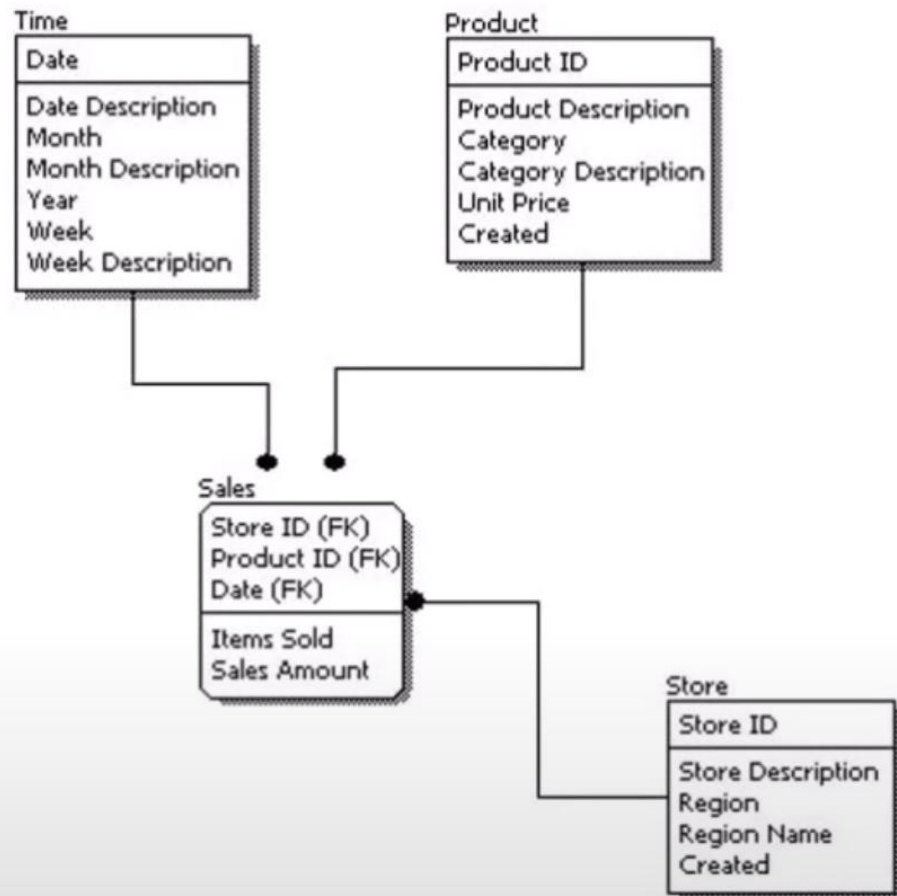 Time
Date
Date Description
Month
Month Description
Year
Week
Week Description
Product
Product ID
Product Description
Category
Category Description
Unit Price
Created
Sales
Store ID (FK)
Product ID (FK)
Date (FK)
Items Sold
Sales Amount
Store
Store ID
Store Description
Region
Region Name
Created